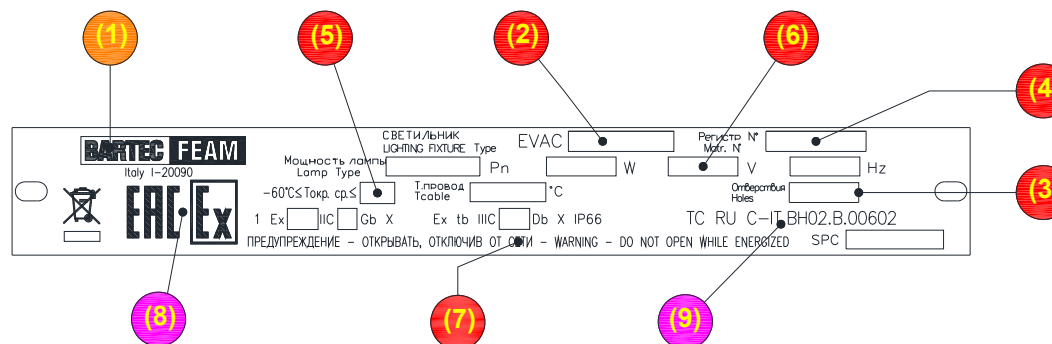 (1)
(5)
(2)
(6)
(4)
СВЕТИЛЬНИК
LIGHTING FIXTURE Type
EVAC
Регистр N°
Matr. N°
BARTEC FEAM
Italy I-20090
Мощность лампы
Lamp Type
Pn
W
V
Hz
-60°C≤Токр. ср.≤
Т.провод
Tcable
°C
Отверствия
Holes
(3)
EAC Ex
1 Ex IIC Gb X Ex tb IIIC Db X IP66
TC RU C-IT.BH02.B.00602
ПРЕДУПРЕЖДЕНИЕ - ОТКРЫВАТЬ, ОТКЛЮЧИВ ОТ СЕТИ - WARNING - DO NOT OPEN WHILE ENERGIZED
SPC
(8)
(7)
(9)